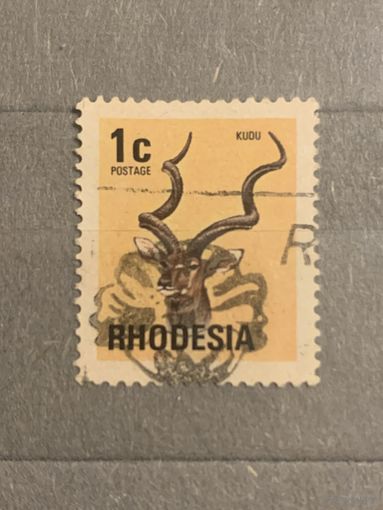 1c KUDU
POSTAGE
R
RHODESIA